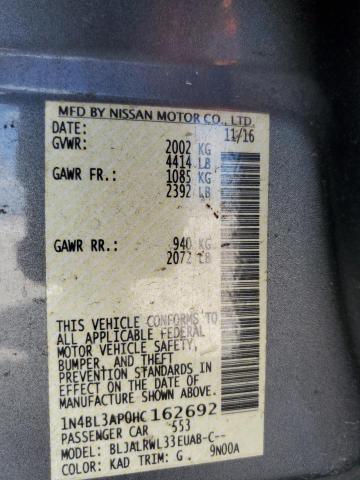 MFD BY NISSAN MOTOR CO., LTD.
DATE: 11/16
GVWR: 2002 KG
4414 LB
GAWR FR.: 1085 KG
2392 LB
GAWR RR.: 940 KG
2072 LB
THIS VEHICLE CONFORMS TO
ALL APPLICABLE FEDERAL
MOTOR VEHICLE SAFETY,
BUMPER, AND THEFT
PREVENTION STANDARDS IN
EFFECT ON THE DATE OF
MANUFACTURE SHOWN ABOVE.
1N4BL3AP0HC162692
PASSENGER CAR 553
MODEL: BLJALRWL33EUAB-C--
COLOR: KAD TRIM: G 9N00A